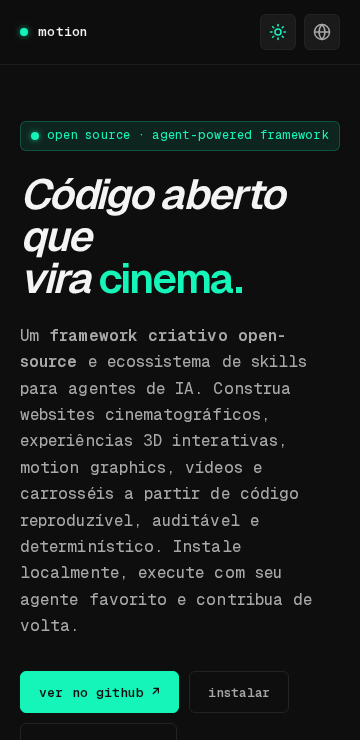 motion
open source · agent-powered framework
Código aberto
que
vira cinema.
Um framework criativo open-
source e ecossistema de skills
para agentes de IA. Construa
websites cinematográficos,
experiências 3D interativas,
motion graphics, vídeos e
carrosséis a partir de código
reproduzível, auditável e
determinístico. Instale
localmente, execute com seu
agente favorito e contribua de
volta.
ver no github ↗
instalar